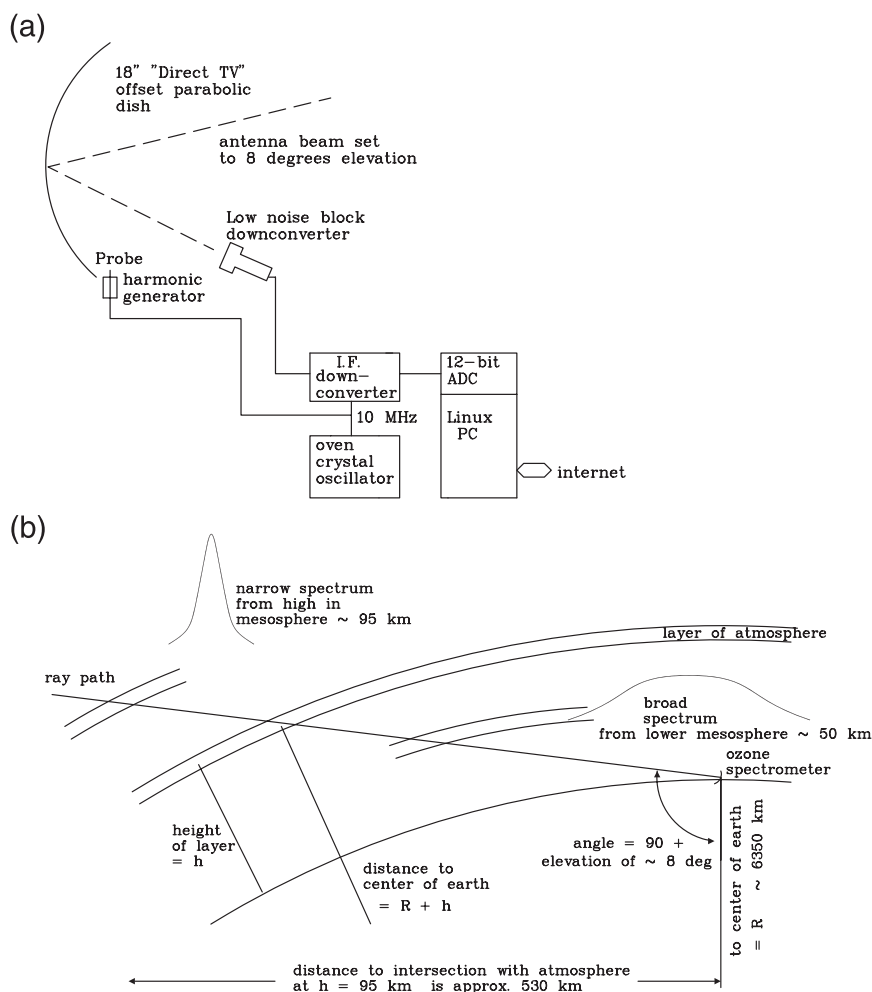 (a)
18" "Direct TV"
offset parabolic
dish
antenna beam set
to 8 degrees elevation
Low noise block
downconverter
Probe
harmonic
generator
I.F.
down-
converter
12-bit
ADC
10 MHz
Linux
PC
oven
crystal
oscillator
internet
(b)
narrow spectrum
from high in
mesosphere ~ 95 km
layer of atmosphere
ray path
broad
spectrum
from lower mesosphere ~ 50 km
ozone
spectrometer
height
of layer
= h
distance to
center of earth
= R + h
angle = 90 +
elevation of ~ 8 deg
to center of earth
= R ~ 6350 km
distance to intersection with atmosphere
at h = 95 km is approx. 530 km